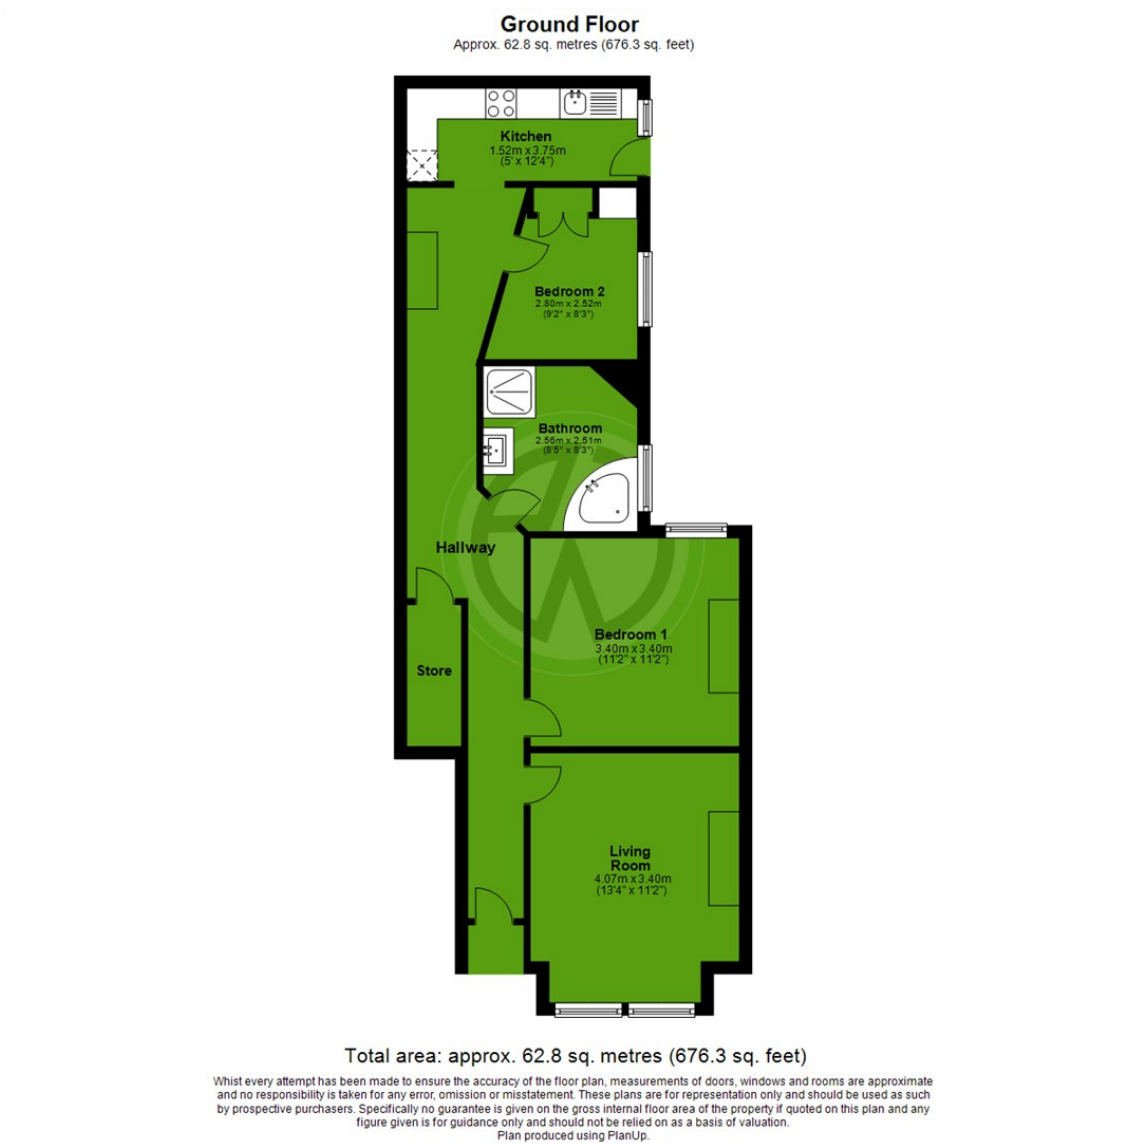 Ground Floor
Approx. 62.8 sq. metres (676.3 sq. feet)
Kitchen
1.52m x 3.75m
(5' x 12'4")
Bedroom 2
2.80m x 2.52m
(9'2" x 8'3")
Bathroom
2.56m x 2.51m
(8'5" x 8'3")
Hallway
Bedroom 1
3.40m x 3.40m
(11'2" x 11'2")
Store
Living
Room
4.07m x 3.40m
(13'4" x 11'2")
Total area: approx. 62.8 sq. metres (676.3 sq. feet)
Whist every attempt has been made to ensure the accuracy of the floor plan, measurements of doors, windows and rooms are approximate
and no responsibility is taken for any error, omission or misstatement. These plans are for representation only and should be used as such
by prospective purchasers. Specifically no guarantee is given on the gross internal floor area of the property if quoted on this plan and any
figure given is for guidance only and should not be relied on as a basis of valuation.
Plan produced using PlanUp.